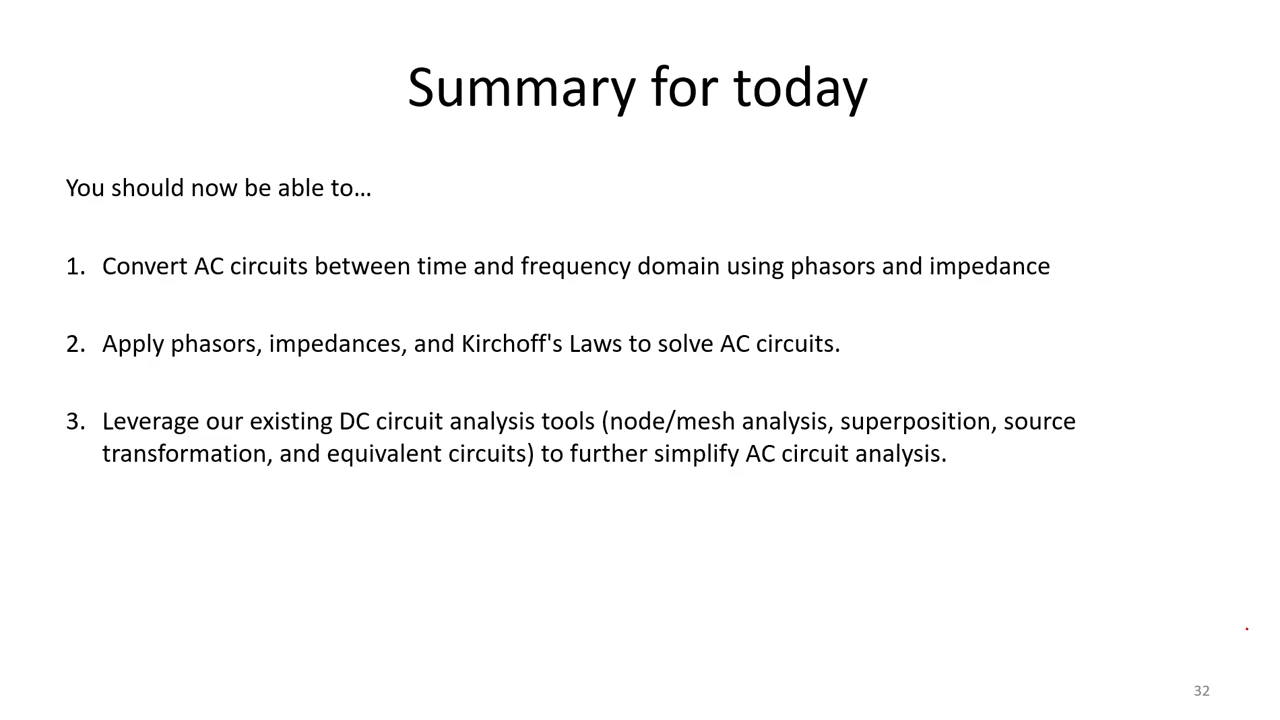 Summary for today
You should now be able to…
1. Convert AC circuits between time and frequency domain using phasors and impedance
2. Apply phasors, impedances, and Kirchoff's Laws to solve AC circuits.
3. Leverage our existing DC circuit analysis tools (node/mesh analysis, superposition, source
transformation, and equivalent circuits) to further simplify AC circuit analysis.
32